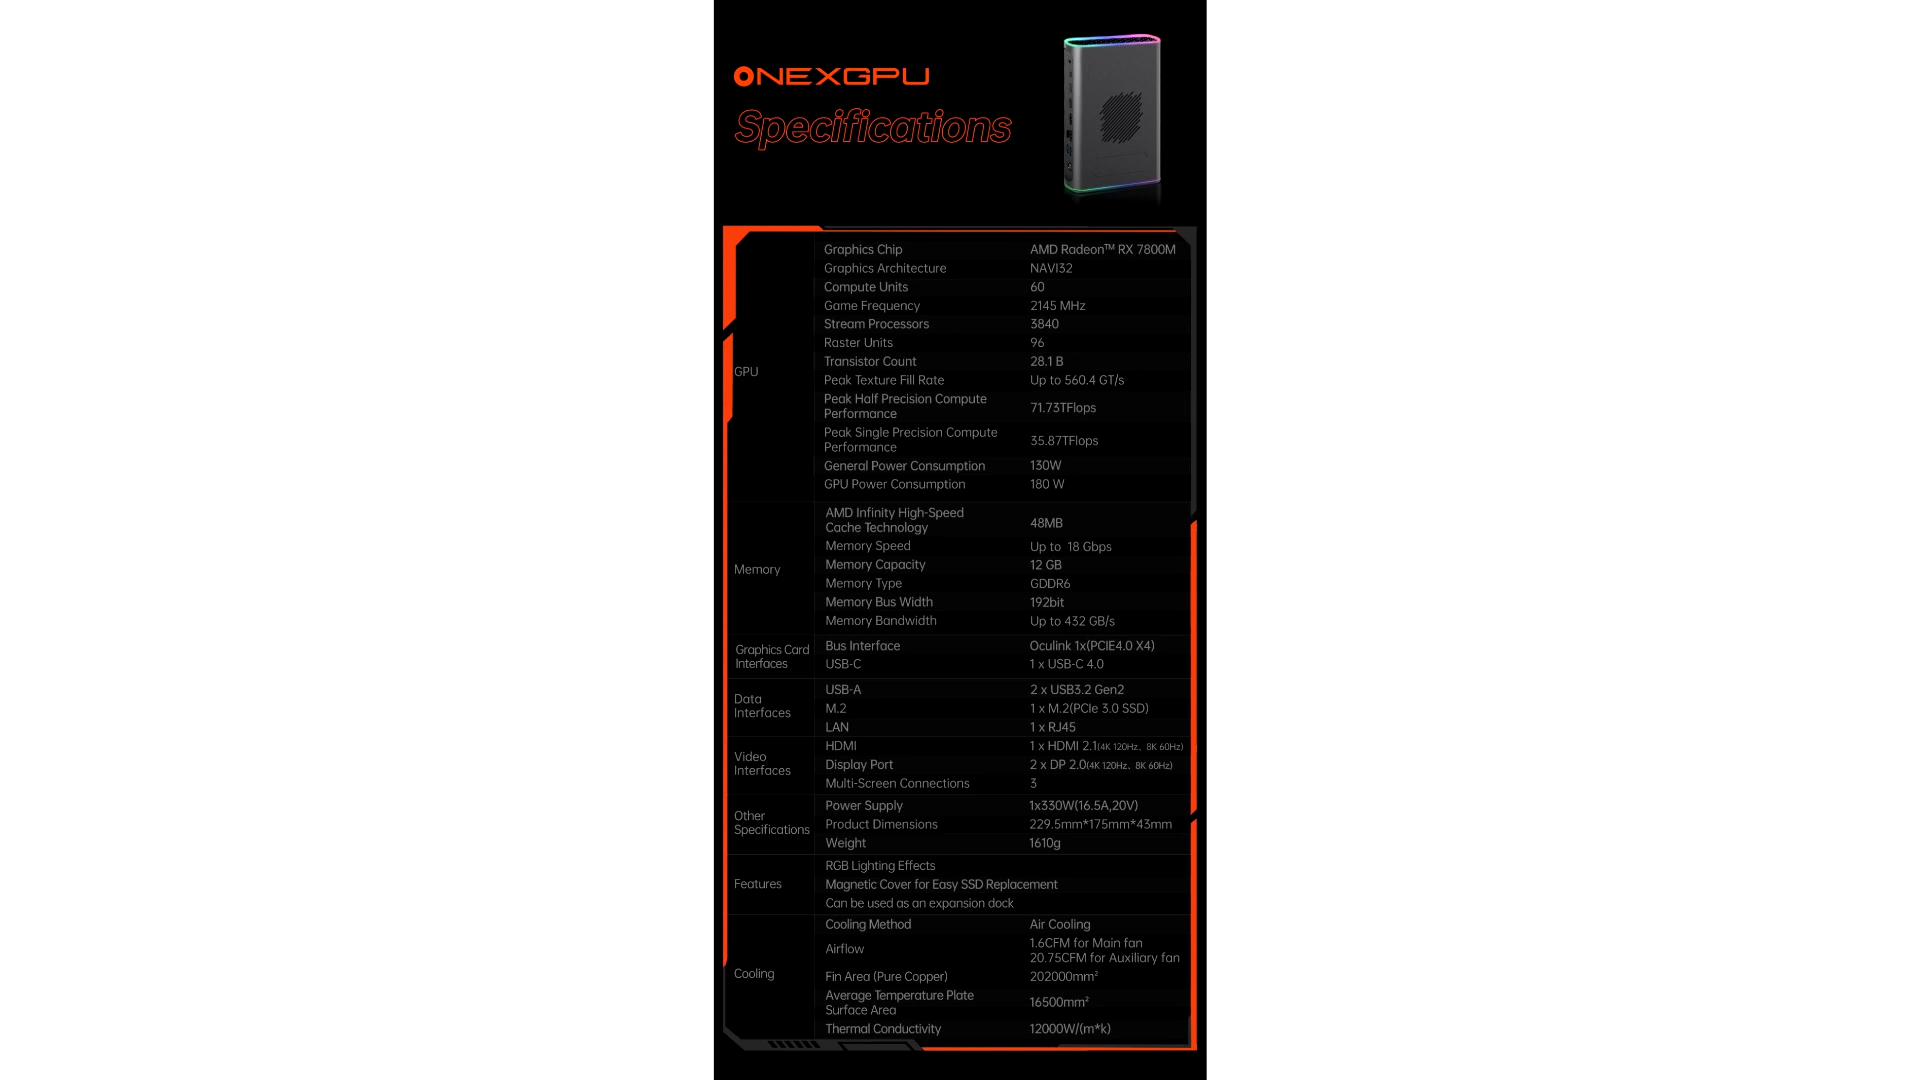 ONEXGPU
Specifications
GPU
Graphics Chip AMD Radeon™ RX 7800M
Graphics Architecture NAVI32
Compute Units 60
Game Frequency 2145 MHz
Stream Processors 3840
Raster Units 96
Transistor Count 28.1 B
Peak Texture Fill Rate Up to 560.4 GT/s
Peak Half Precision Compute
Performance 71.73TFlops
Peak Single Precision Compute
Performance 35.87TFlops
General Power Consumption 130W
GPU Power Consumption 180 W
Memory
AMD Infinity High-Speed
Cache Technology 48MB
Memory Speed Up to 18 Gbps
Memory Capacity 12 GB
Memory Type GDDR6
Memory Bus Width 192bit
Memory Bandwidth Up to 432 GB/s
Graphics Card
Interfaces
Bus Interface Oculink 1x(PCIE4.0 X4)
USB-C 1 x USB-C 4.0
Data
Interfaces
USB-A 2 x USB3.2 Gen2
M.2 1 x M.2(PCIe 3.0 SSD)
LAN 1 x RJ45
Video
Interfaces
HDMI 1 x HDMI 2.1(4K 120Hz、8K 60Hz)
Display Port 2 x DP 2.0(4K 120Hz、8K 60Hz)
Multi-Screen Connections 3
Other
Specifications
Power Supply 1x330W(16.5A,20V)
Product Dimensions 229.5mm*175mm*43mm
Weight 1610g
Features
RGB Lighting Effects
Magnetic Cover for Easy SSD Replacement
Can be used as an expansion dock
Cooling
Cooling Method Air Cooling
Airflow 1.6CFM for Main fan
20.75CFM for Auxiliary fan
Fin Area (Pure Copper) 202000mm²
Average Temperature Plate
Surface Area 16500mm²
Thermal Conductivity 12000W/(m*k)